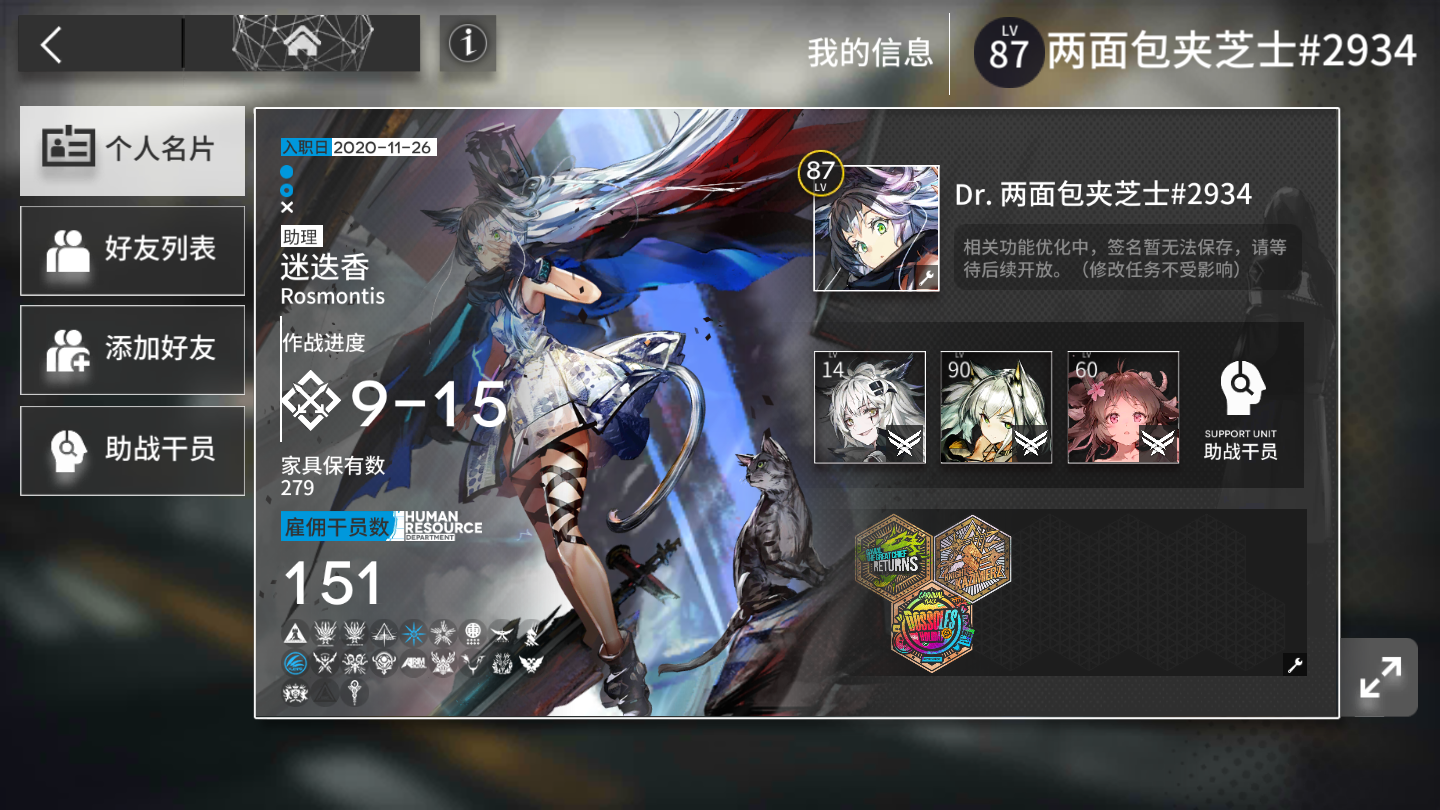 我的信息
LV
87
两面包夹芝士#2934
个人名片
好友列表
添加好友
助战干员
入职日 2020-11-26
助理
迷迭香
Rosmontis
作战进度
9-15
家具保有数
279
雇佣干员数
HUMAN
RESOURCE
DEPARTMENT
151
87
LV
Dr. 两面包夹芝士#2934
相关功能优化中，签名暂无法保存，请等
待后续开放。（修改任务不受影响）
LV
14
LV
90
LV
60
SUPPORT UNIT
助战干员
RETURNS
KAZIMIERZ
DOSSOLES